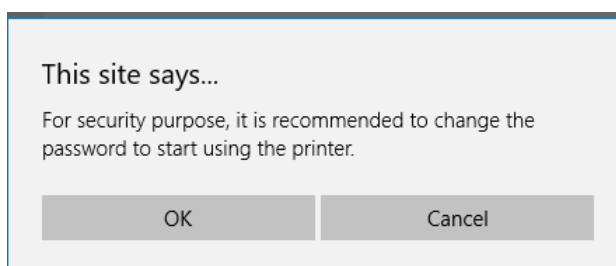 This site says...
For security purpose, it is recommended to change the
password to start using the printer.
OK
Cancel